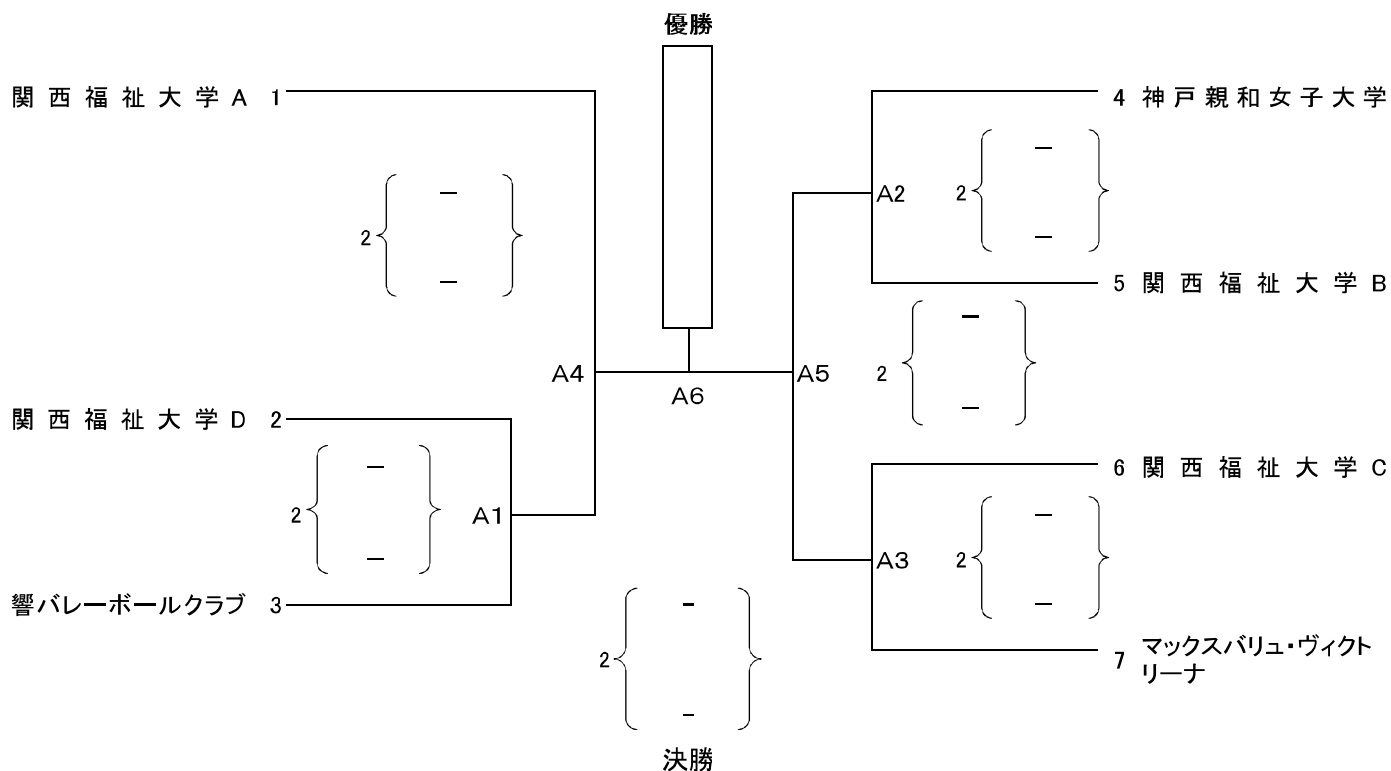 優勝
関西福祉大学A 1
4 神戸親和女子大学
－
－
2
A2
2
－
－
5 関西福祉大学B
－
2
－
A4
A5
A6
関西福祉大学D 2
6 関西福祉大学C
－
2
A1
－
－
A3
2
－
響バレーボールクラブ 3
－
2
－
7 マックスバリュ・ヴィクト
リーナ
決勝